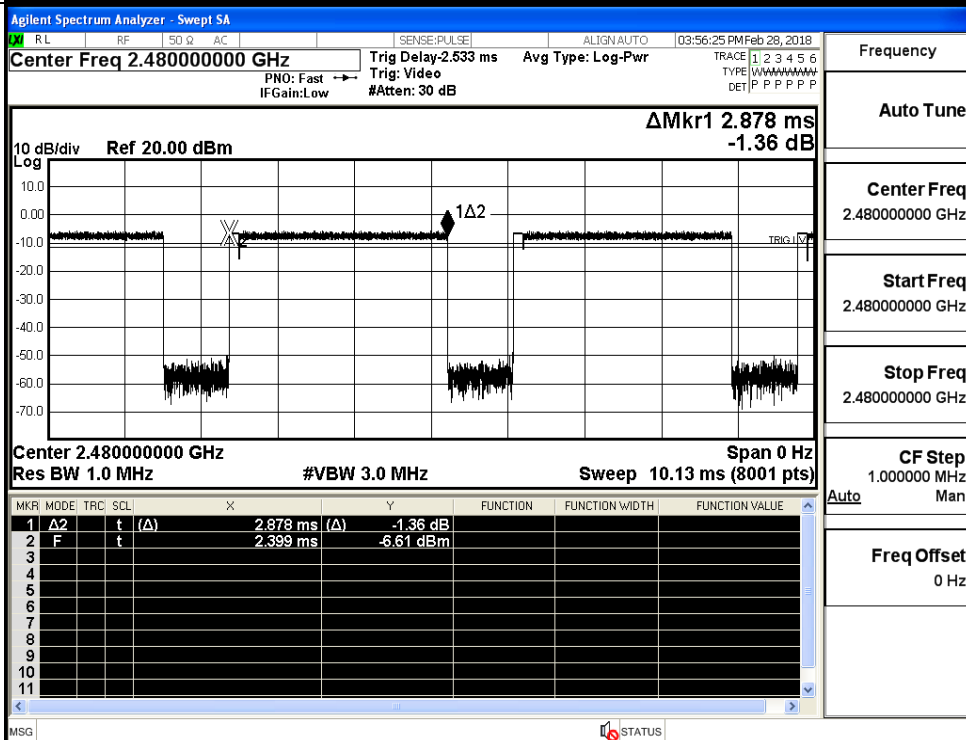 Agilent Spectrum Analyzer - Swept SA
LXI RL RF 50 Ω AC SENSE:PULSE ALIGN AUTO 03:56:25 PM Feb 28, 2018
Center Freq 2.480000000 GHz
PNO: Fast
IFGain:Low
Trig Delay-2.533 ms
Trig: Video
#Atten: 30 dB
Avg Type: Log-Pwr
TRACE 1 2 3 4 5 6
TYPE WWWWWW
DET P P P P P P
ΔMkr1 2.878 ms
-1.36 dB
10 dB/div Ref 20.00 dBm
Log
10.0
0.00
-10.0
-20.0
-30.0
-40.0
-50.0
-60.0
-70.0
1Δ2
2
TRIG LV
Center 2.480000000 GHz Span 0 Hz
Res BW 1.0 MHz #VBW 3.0 MHz Sweep 10.13 ms (8001 pts)
MKR MODE TRC SCL X Y FUNCTION FUNCTION WIDTH FUNCTION VALUE
1 Δ2 t (Δ) 2.878 ms (Δ) -1.36 dB
2 F t 2.399 ms -6.61 dBm
3
4
5
6
7
8
9
10
11
MSG STATUS
Frequency
Auto Tune
Center Freq
2.480000000 GHz
Start Freq
2.480000000 GHz
Stop Freq
2.480000000 GHz
CF Step
1.000000 MHz
Auto Man
Freq Offset
0 Hz